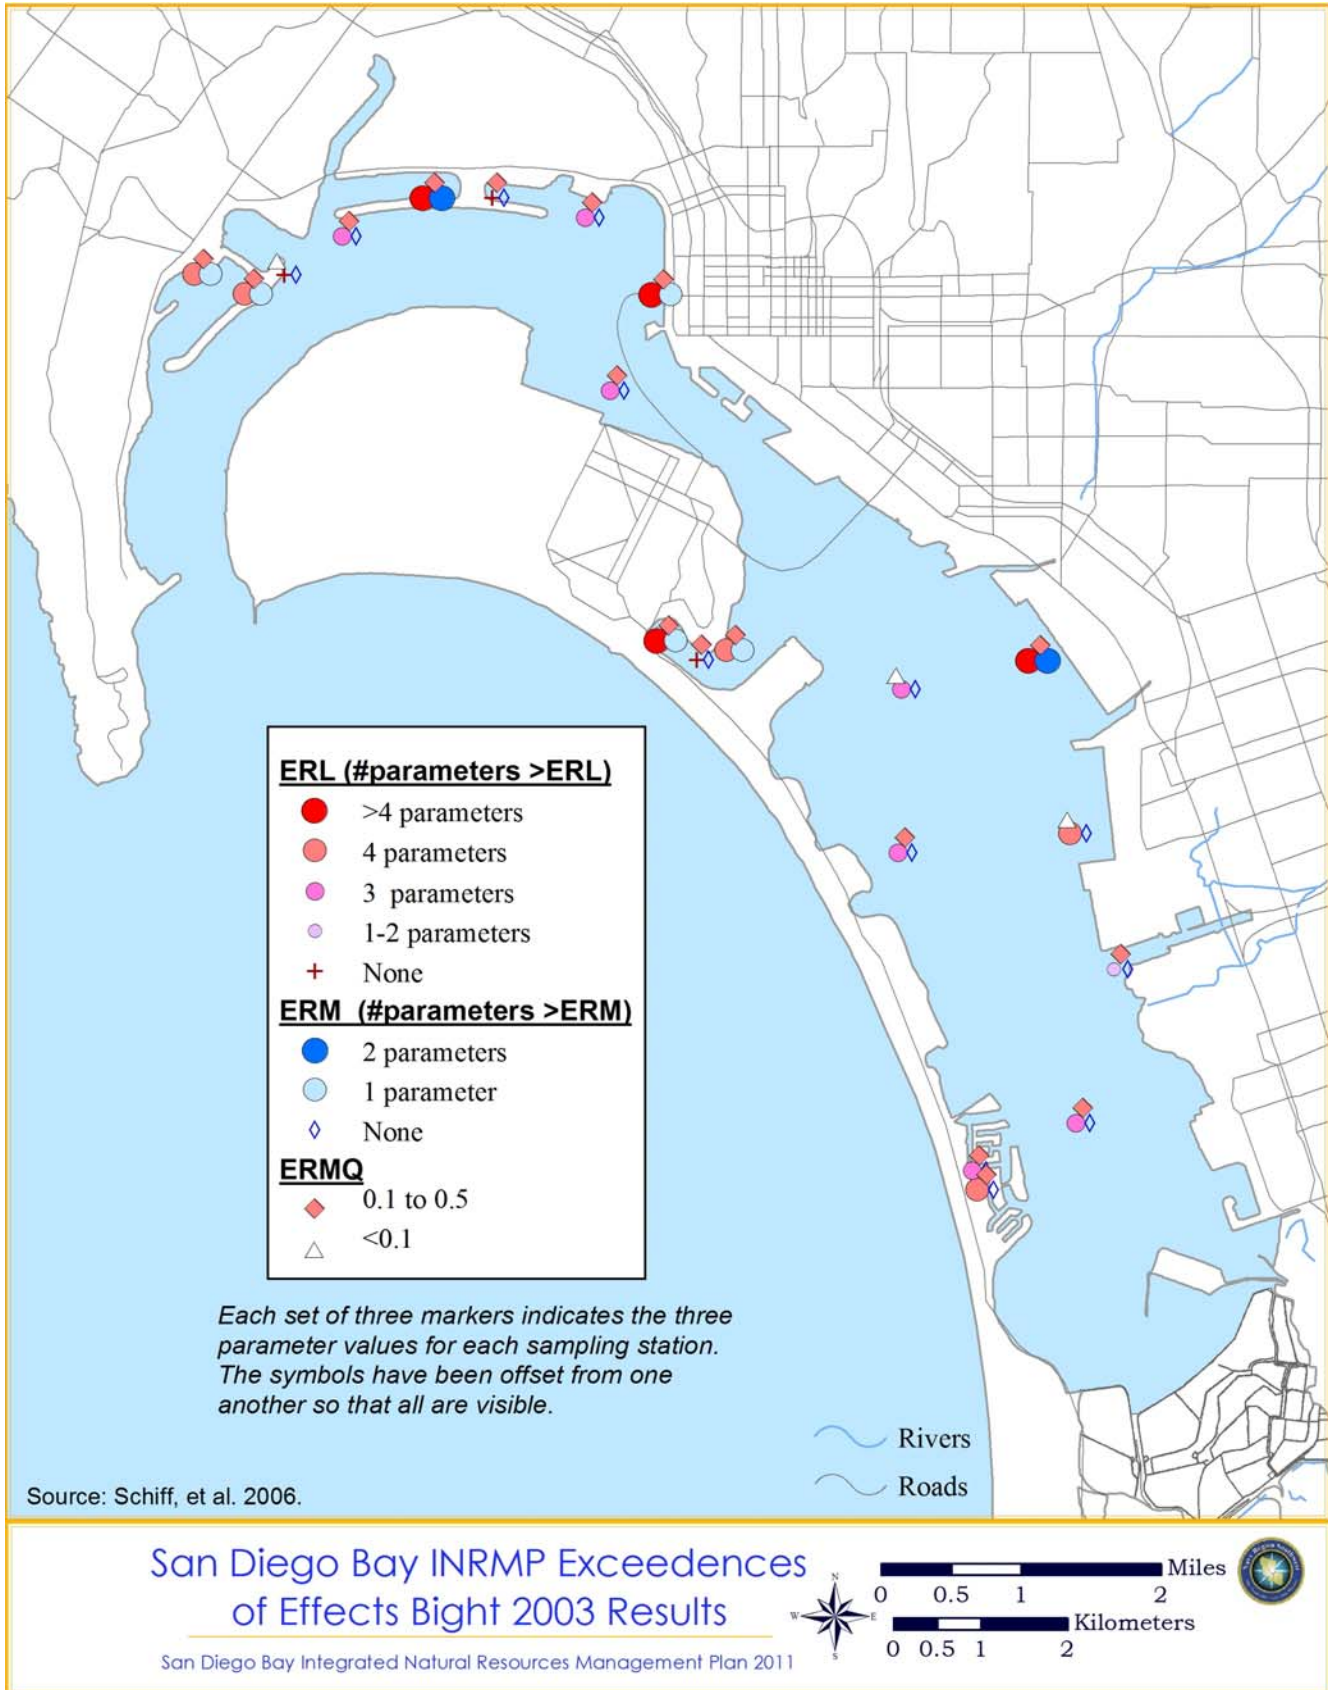 ERL (#parameters >ERL)
>4 parameters
4 parameters
3 parameters
1-2 parameters
None
ERM (#parameters >ERM)
2 parameters
1 parameter
None
ERMQ
0.1 to 0.5
<0.1
Each set of three markers indicates the three
parameter values for each sampling station.
The symbols have been offset from one
another so that all are visible.
Rivers
Roads
Source: Schiff, et al. 2006.
San Diego Bay INRMP Exceedences
of Effects Bight 2003 Results
San Diego Bay Integrated Natural Resources Management Plan 2011
N
W E
S
Miles
0 0.5 1 2
Kilometers
0 0.5 1 2